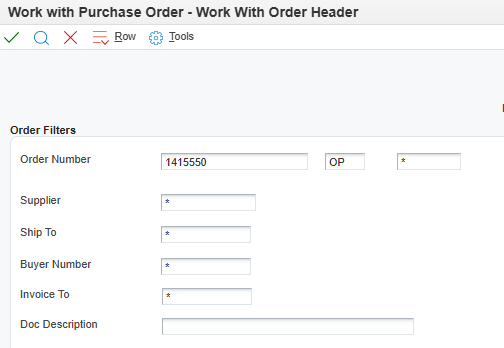 Work with Purchase Order - Work With Order Header
Row Tools
Order Filters
Order Number 1415550 OP *
Supplier *
Ship To *
Buyer Number *
Invoice To *
Doc Description